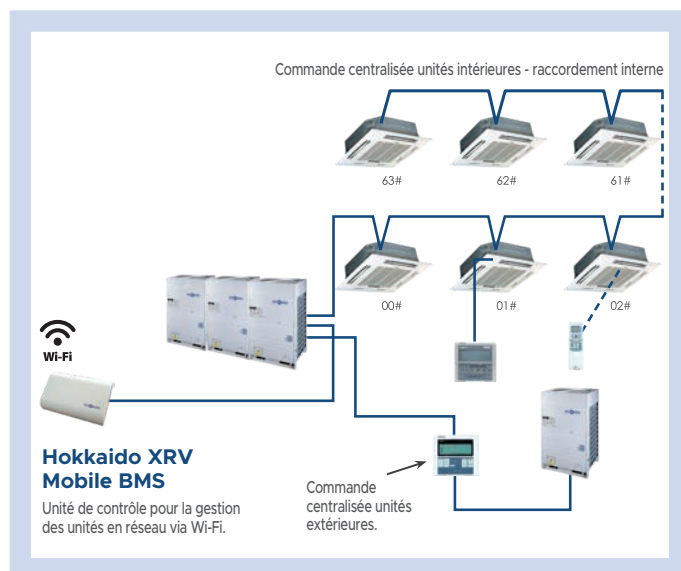 Commande centralisée unités intérieures - raccordement interne
63#
62#
61#
00#
01#
02#
Wi-Fi
Hokkaido XRV
Mobile BMS
Unité de contrôle pour la gestion
des unités en réseau via Wi-Fi.
Commande
centralisée unités
extérieures.